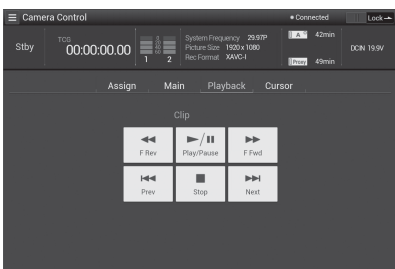 Camera Control
Connected
Lock
Stby
TCG 00:00:00.00
1 2
System Frequency 29.97P
Picture Size 1920 x 1080
Rec Format XAVC-I
A 42min
Proxy 49min
DCIN 19.9V
Assign Main Playback Cursor
Clip
F Rev Play/Pause F Fwd
Prev Stop Next